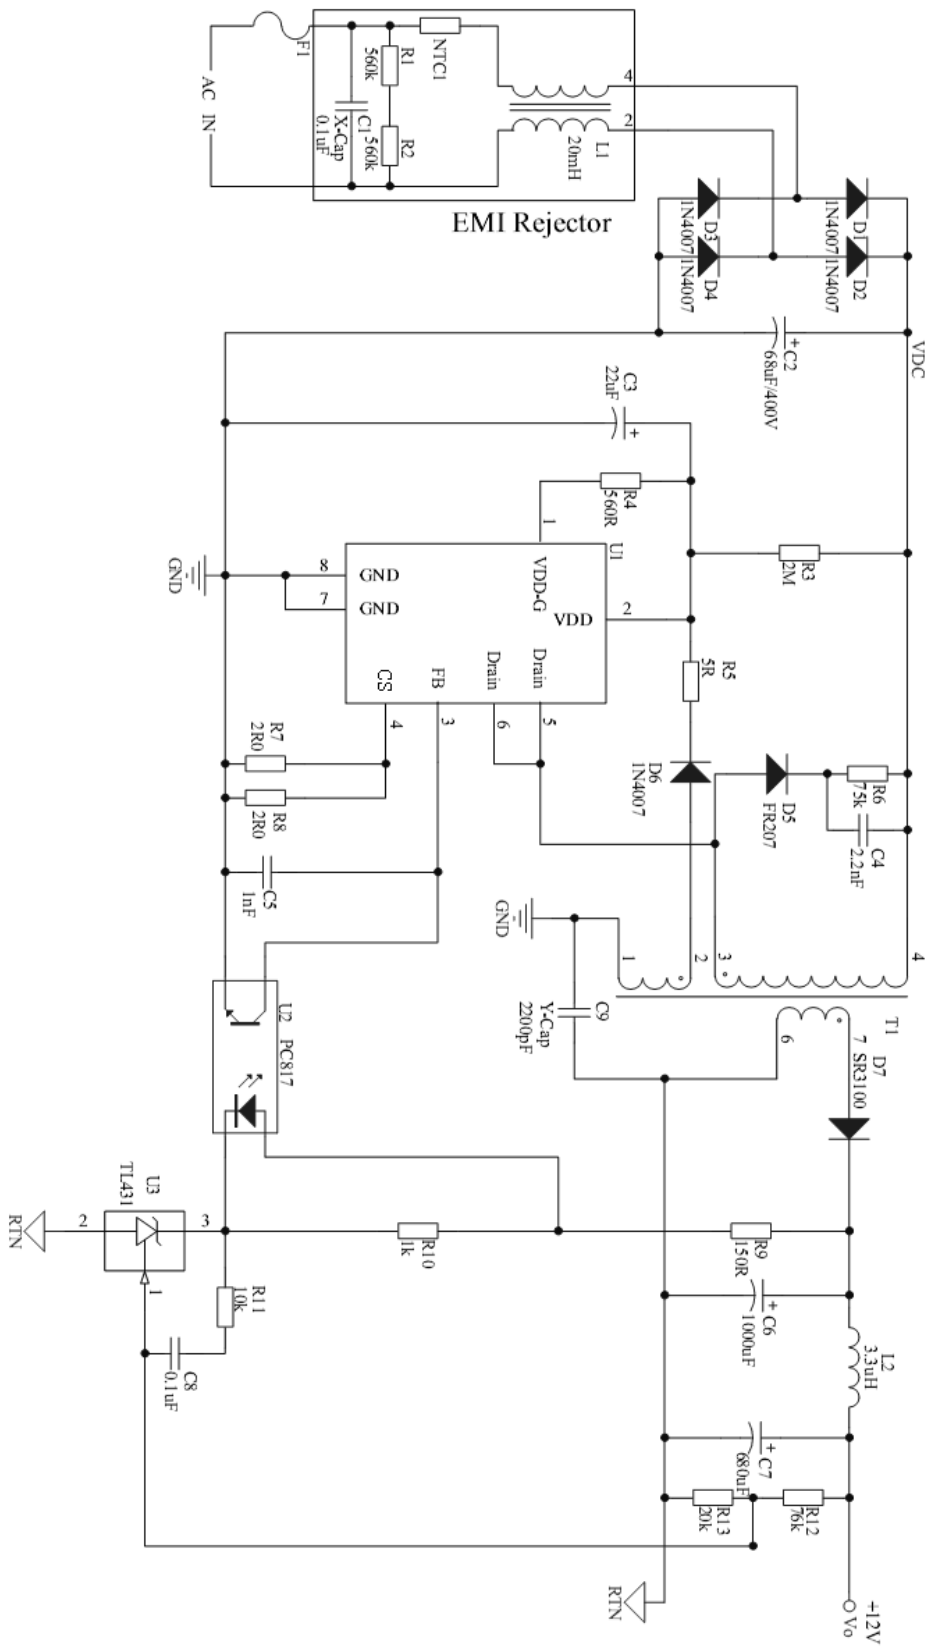 F1
AC IN
NTC1
R1
560k
R2
560k
C1
X-Cap
0.1uF
L1
20mH
4
2
EMI Rejector
D3
1N4007
D1
1N4007
D4
1N4007
D2
1N4007
VDC
C2
68uF/400V
+
C3
22uF
+
R4
560R
R3
2M
U1
1
VDD-G
2
VDD
8
GND
7
GND
GND
CS
4
FB
3
Drain
6
Drain
5
R5
5R
D6
1N4007
D5
FR207
R6
75k
C4
2.2nF
R7
2R0
R8
2R0
C5
1nF
GND
1
2
3
4
T1
6
7
C9
Y-Cap
2200pF
D7
SR3100
U2
PC817
U3
TL431
RTN
2
3
1
R10
1k
R9
150R
R11
10k
C8
0.1uF
C6
1000uF
+
L2
3.3uH
C7
680uF
+
R13
20k
R12
76k
RTN
+12V
Vo